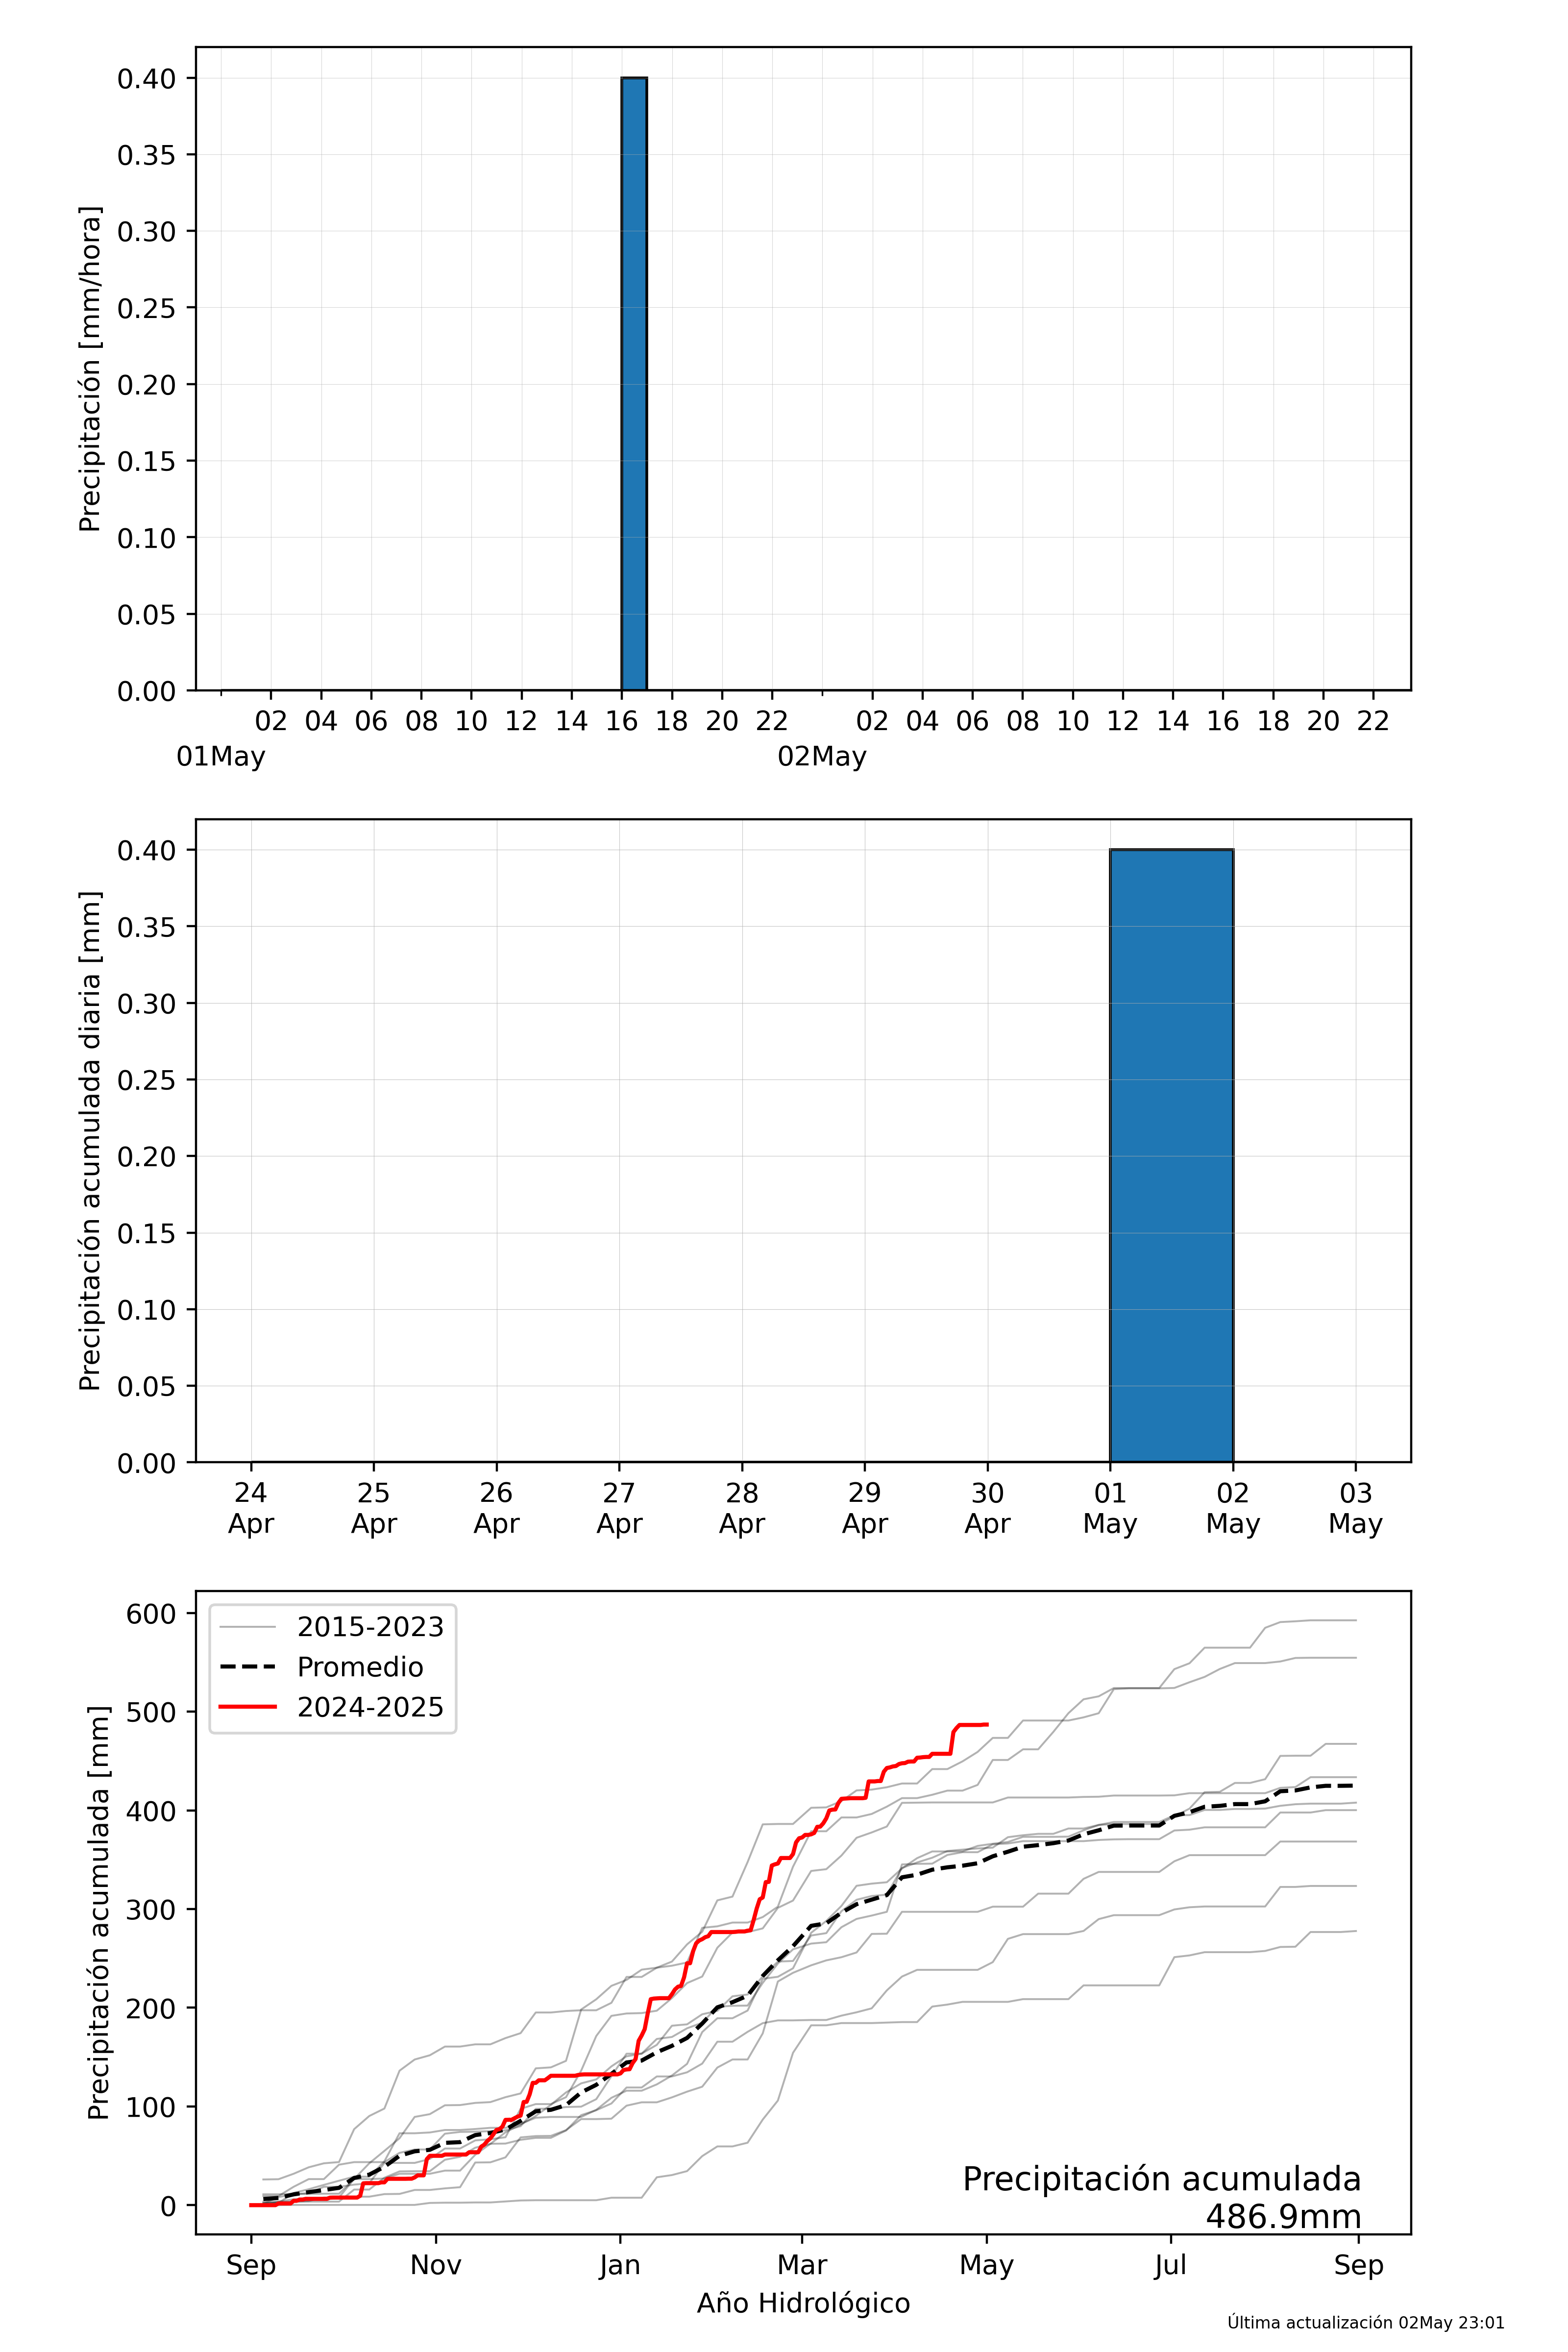 0.40
0.35
0.30
0.25
0.20
0.15
0.10
0.05
0.00
Precipitación [mm/hora]
02 04 06 08 10 12 14 16 18 20 22 02 04 06 08 10 12 14 16 18 20 22
01May 02May
0.40
0.35
0.30
0.25
0.20
0.15
0.10
0.05
0.00
Precipitación acumulada diaria [mm]
24 25 26 27 28 29 30 01 02 03
Apr Apr Apr Apr Apr Apr Apr May May May
600
500
400
300
200
100
0
Precipitación acumulada [mm]
2015-2023
Promedio
2024-2025
Precipitación acumulada
486.9mm
Sep Nov Jan Mar May Jul Sep
Año Hidrológico
Última actualización 02May 23:01